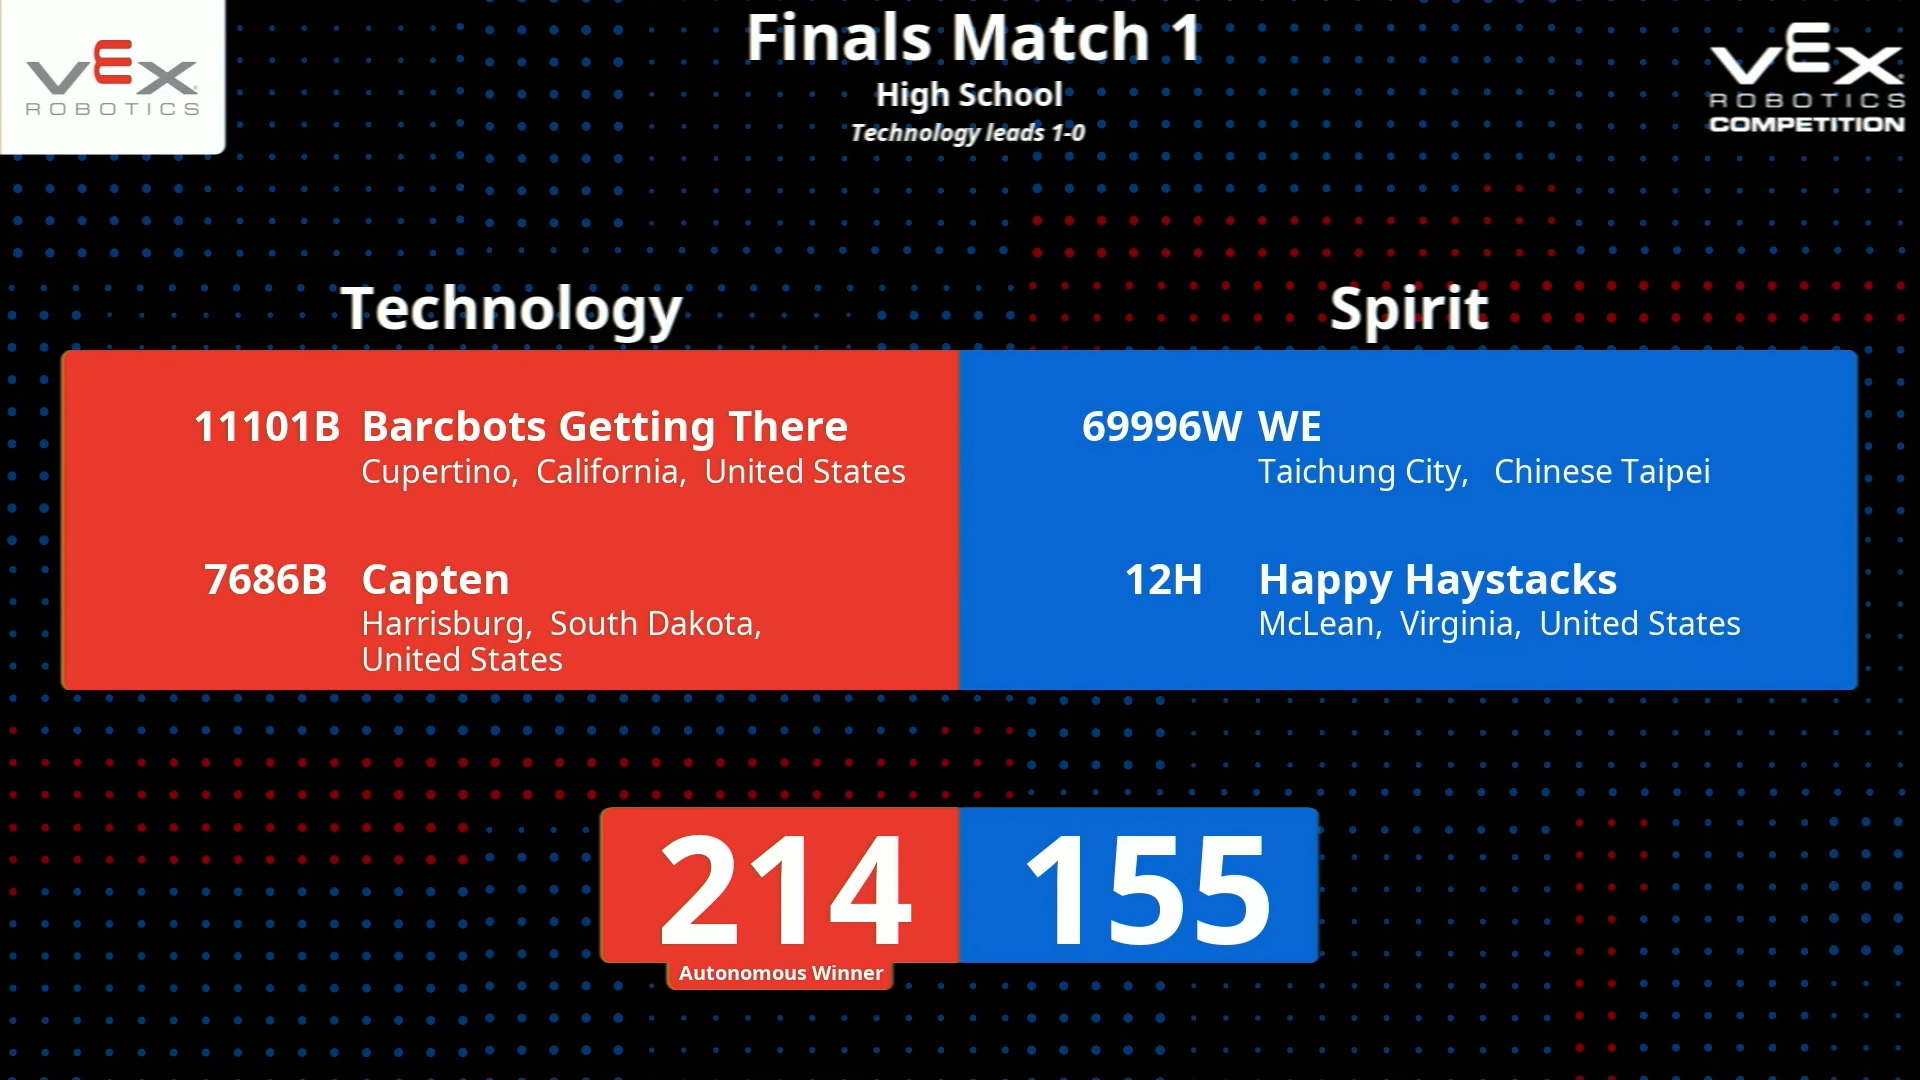 VEX
ROBOTICS
Finals Match 1
High School
Technology leads 1-0
VEX
ROBOTICS
COMPETITION
Technology
Spirit
11101B Barcbots Getting There
Cupertino, California, United States
7686B Capten
Harrisburg, South Dakota,
United States
69996W WE
Taichung City, Chinese Taipei
12H Happy Haystacks
McLean, Virginia, United States
214
155
Autonomous Winner